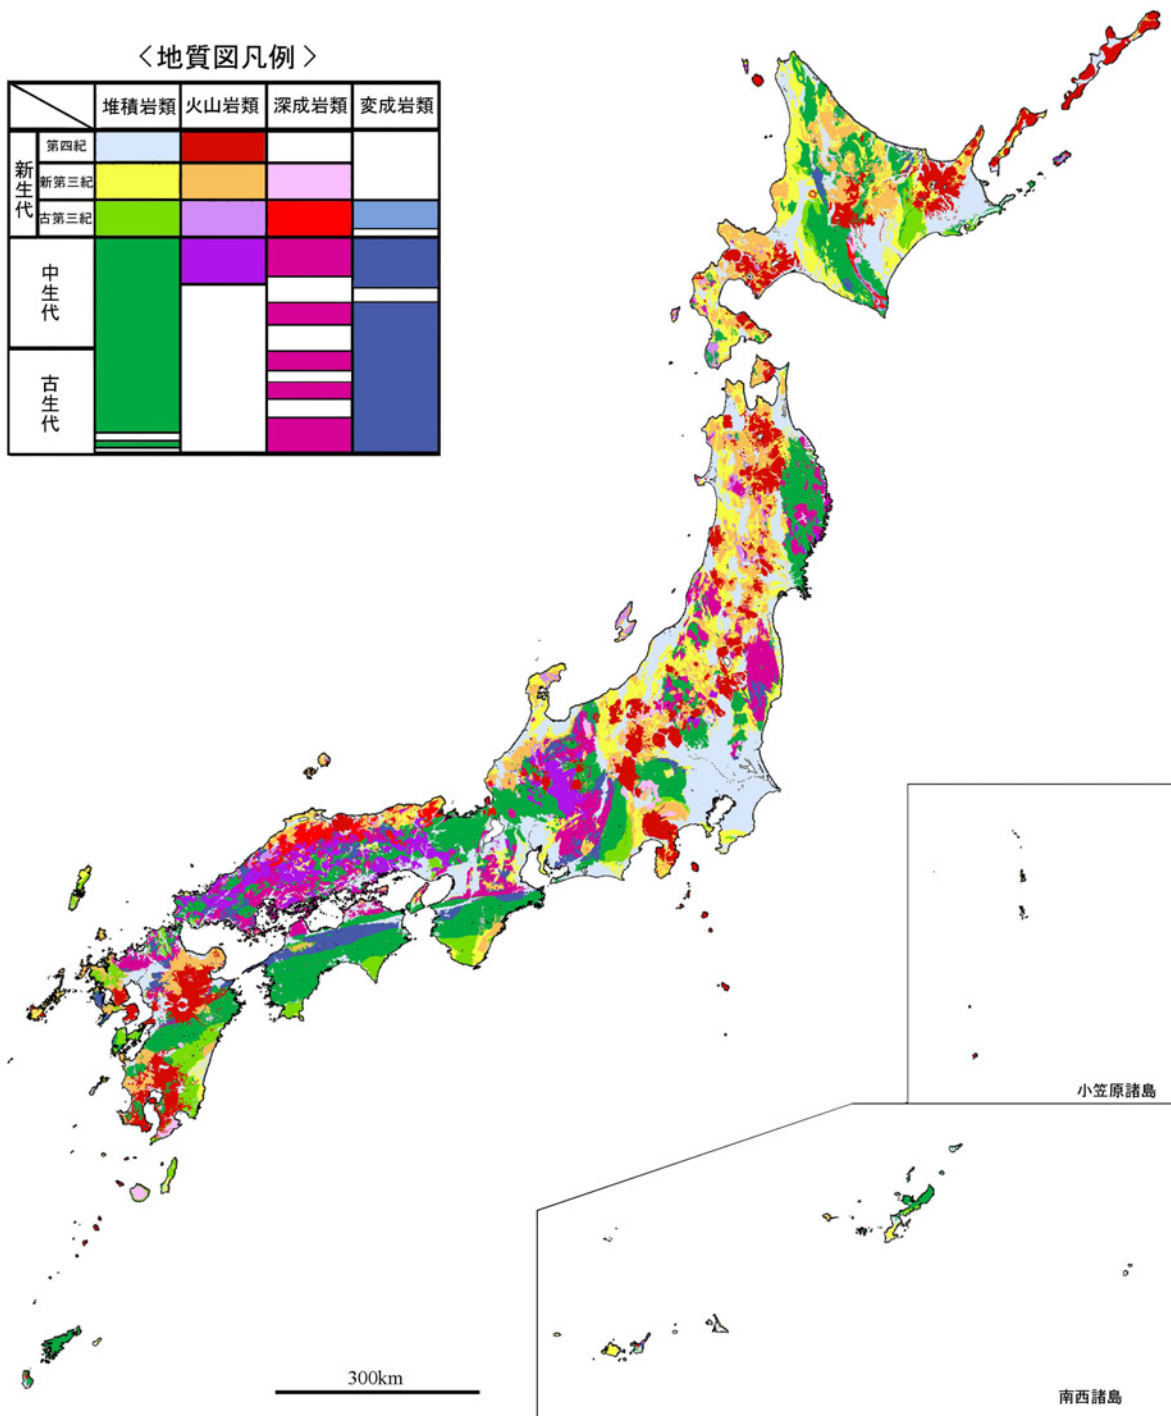 <地質図凡例>
堆積岩類 火山岩類 深成岩類 変成岩類
新生代
第四紀
新第三紀
古第三紀
中生代
古生代
小笠原諸島
300km
南西諸島